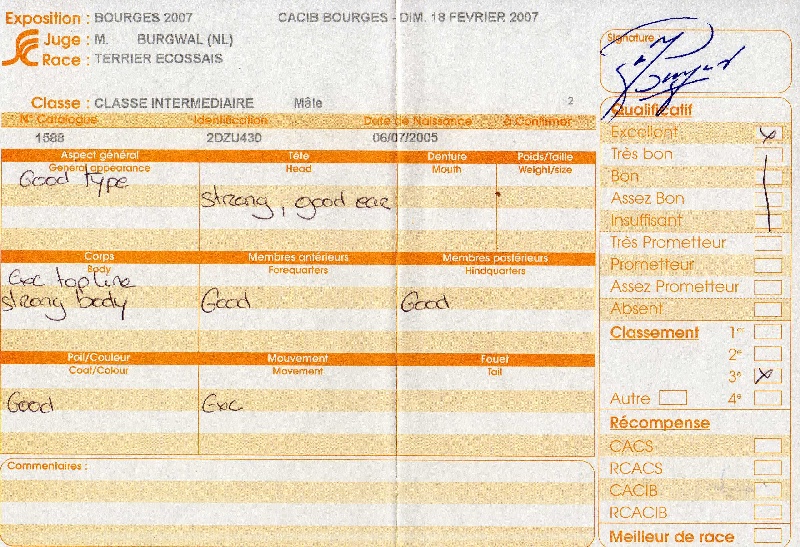 Exposition : BOURGES 2007 CACIB BOURGES - DIM. 18 FEVRIER 2007
Juge : M. BURGWAL (NL)
Race : TERRIER ECOSSAIS
Classe : CLASSE INTERMEDIAIRE Mâle 2
N° Catalogue Identification Date de Naissance à Confirmer
1588 2DZU430 06/07/2005
Aspect général Tête Denture Poids/Taille
General appearance Head Mouth Weight/size
Good type
strong, good ear
Corps Membres antérieurs Membres postérieurs
Body Forequarters Hindquarters
Exc topline
strong body Good Good
Poil/Couleur Mouvement Fouet
Coat/Colour Movement Tail
Good Exc
Commentaires :
Signature
Qualificatif
Excellent x
Très bon
Bon
Assez Bon
Insuffisant
Très Prometteur
Prometteur
Assez Prometteur
Absent
Classement 1er
2e
3e x
Autre 4e
Récompense
CACS
RCACS
CACIB
RCACIB
Meilleur de race